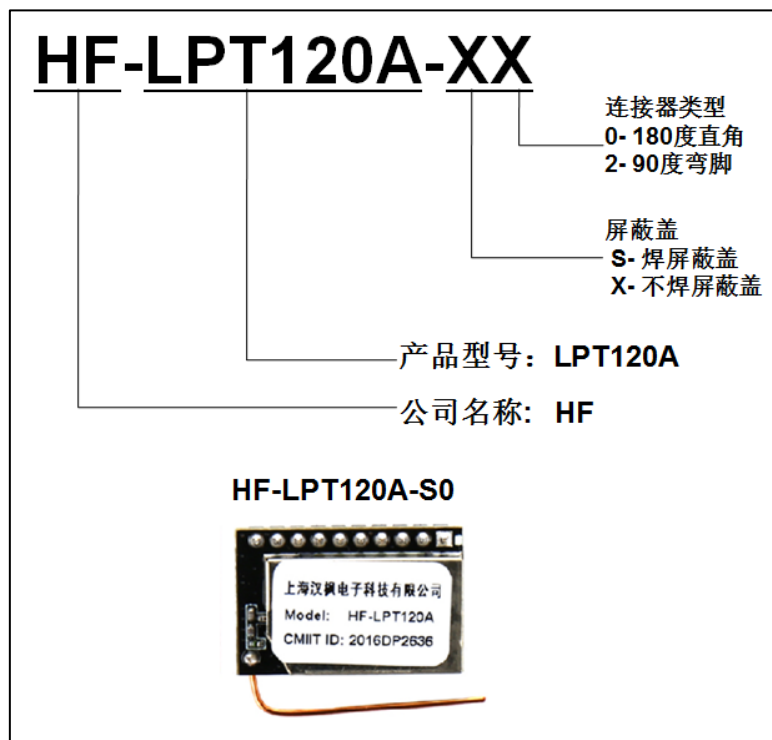 HF-LPT120A-XX
连接器类型
0- 180度直角
2- 90度弯脚
屏蔽盖
S- 焊屏蔽盖
X- 不焊屏蔽盖
产品型号：LPT120A
公司名称: HF
HF-LPT120A-S0
上海汉枫电子科技有限公司
Model: HF-LPT120A
CMIIT ID: 2016DP2636